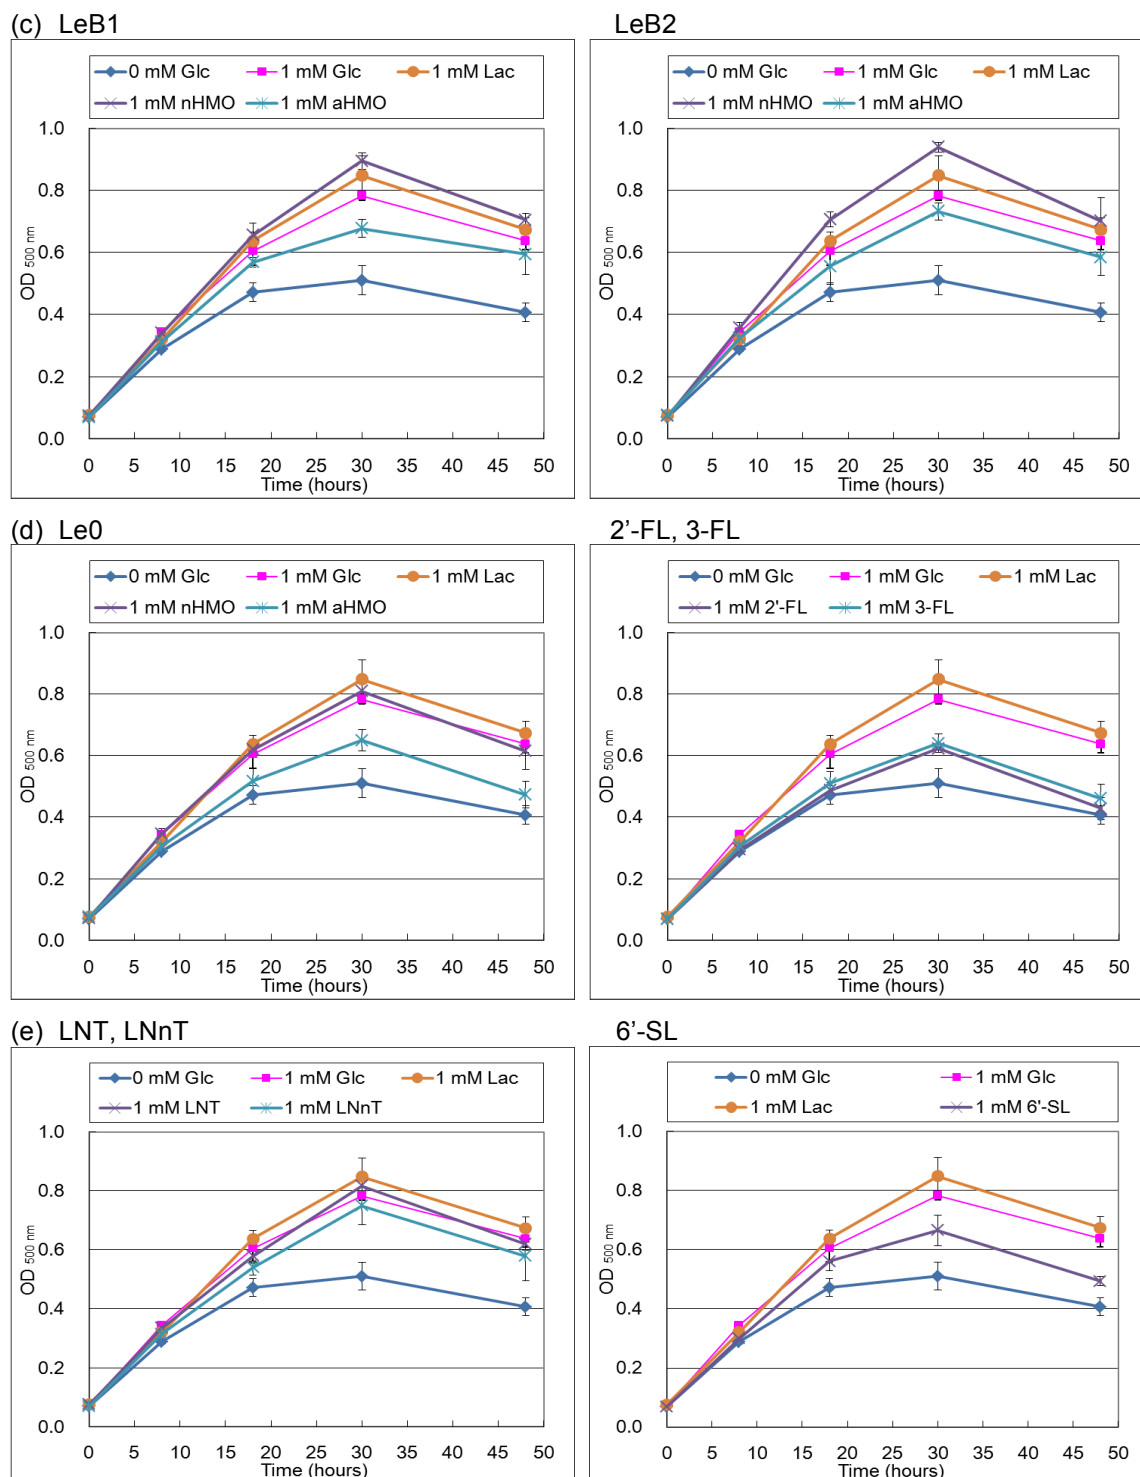 (c) LeB1
LeB2
0 mM Glc 1 mM Glc 1 mM Lac
1 mM nHMO 1 mM aHMO
1.0
0.8
0.6
0.4
0.2
0.0
OD 500 nm
0 5 10 15 20 25 30 35 40 45 50
Time (hours)
0 mM Glc 1 mM Glc 1 mM Lac
1 mM nHMO 1 mM aHMO
1.0
0.8
0.6
0.4
0.2
0.0
OD 500 nm
0 5 10 15 20 25 30 35 40 45 50
Time (hours)
(d) Le0
2’-FL, 3-FL
0 mM Glc 1 mM Glc 1 mM Lac
1 mM nHMO 1 mM aHMO
1.0
0.8
0.6
0.4
0.2
0.0
OD 500 nm
0 5 10 15 20 25 30 35 40 45 50
Time (hours)
0 mM Glc 1 mM Glc 1 mM Lac
1 mM 2'-FL 1 mM 3-FL
1.0
0.8
0.6
0.4
0.2
0.0
OD 500 nm
0 5 10 15 20 25 30 35 40 45 50
Time (hours)
(e) LNT, LNnT
6’-SL
0 mM Glc 1 mM Glc 1 mM Lac
1 mM LNT 1 mM LNnT
1.0
0.8
0.6
0.4
0.2
0.0
OD 500 nm
0 5 10 15 20 25 30 35 40 45 50
Time (hours)
0 mM Glc 1 mM Glc
1 mM Lac 1 mM 6'-SL
1.0
0.8
0.6
0.4
0.2
0.0
OD 500 nm
0 5 10 15 20 25 30 35 40 45 50
Time (hours)